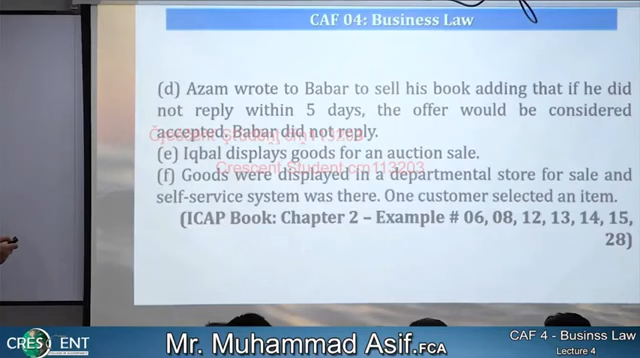 CAF 04: Business Law
(d) Azam wrote to Babar to sell his book adding that if he did
not reply within 5 days, the offer would be considered
accepted. Babar did not reply.
(e) Iqbal displays goods for an auction sale.
Crescent Student crn113203
(f) Goods were displayed in a departmental store for sale and
self-service system was there. One customer selected an item.
(ICAP Book: Chapter 2 – Example # 06, 08, 12, 13, 14, 15,
28)
CRESCENT
Mr. Muhammad Asif.FCA
CAF 4 - Businss Law
Lecture 4